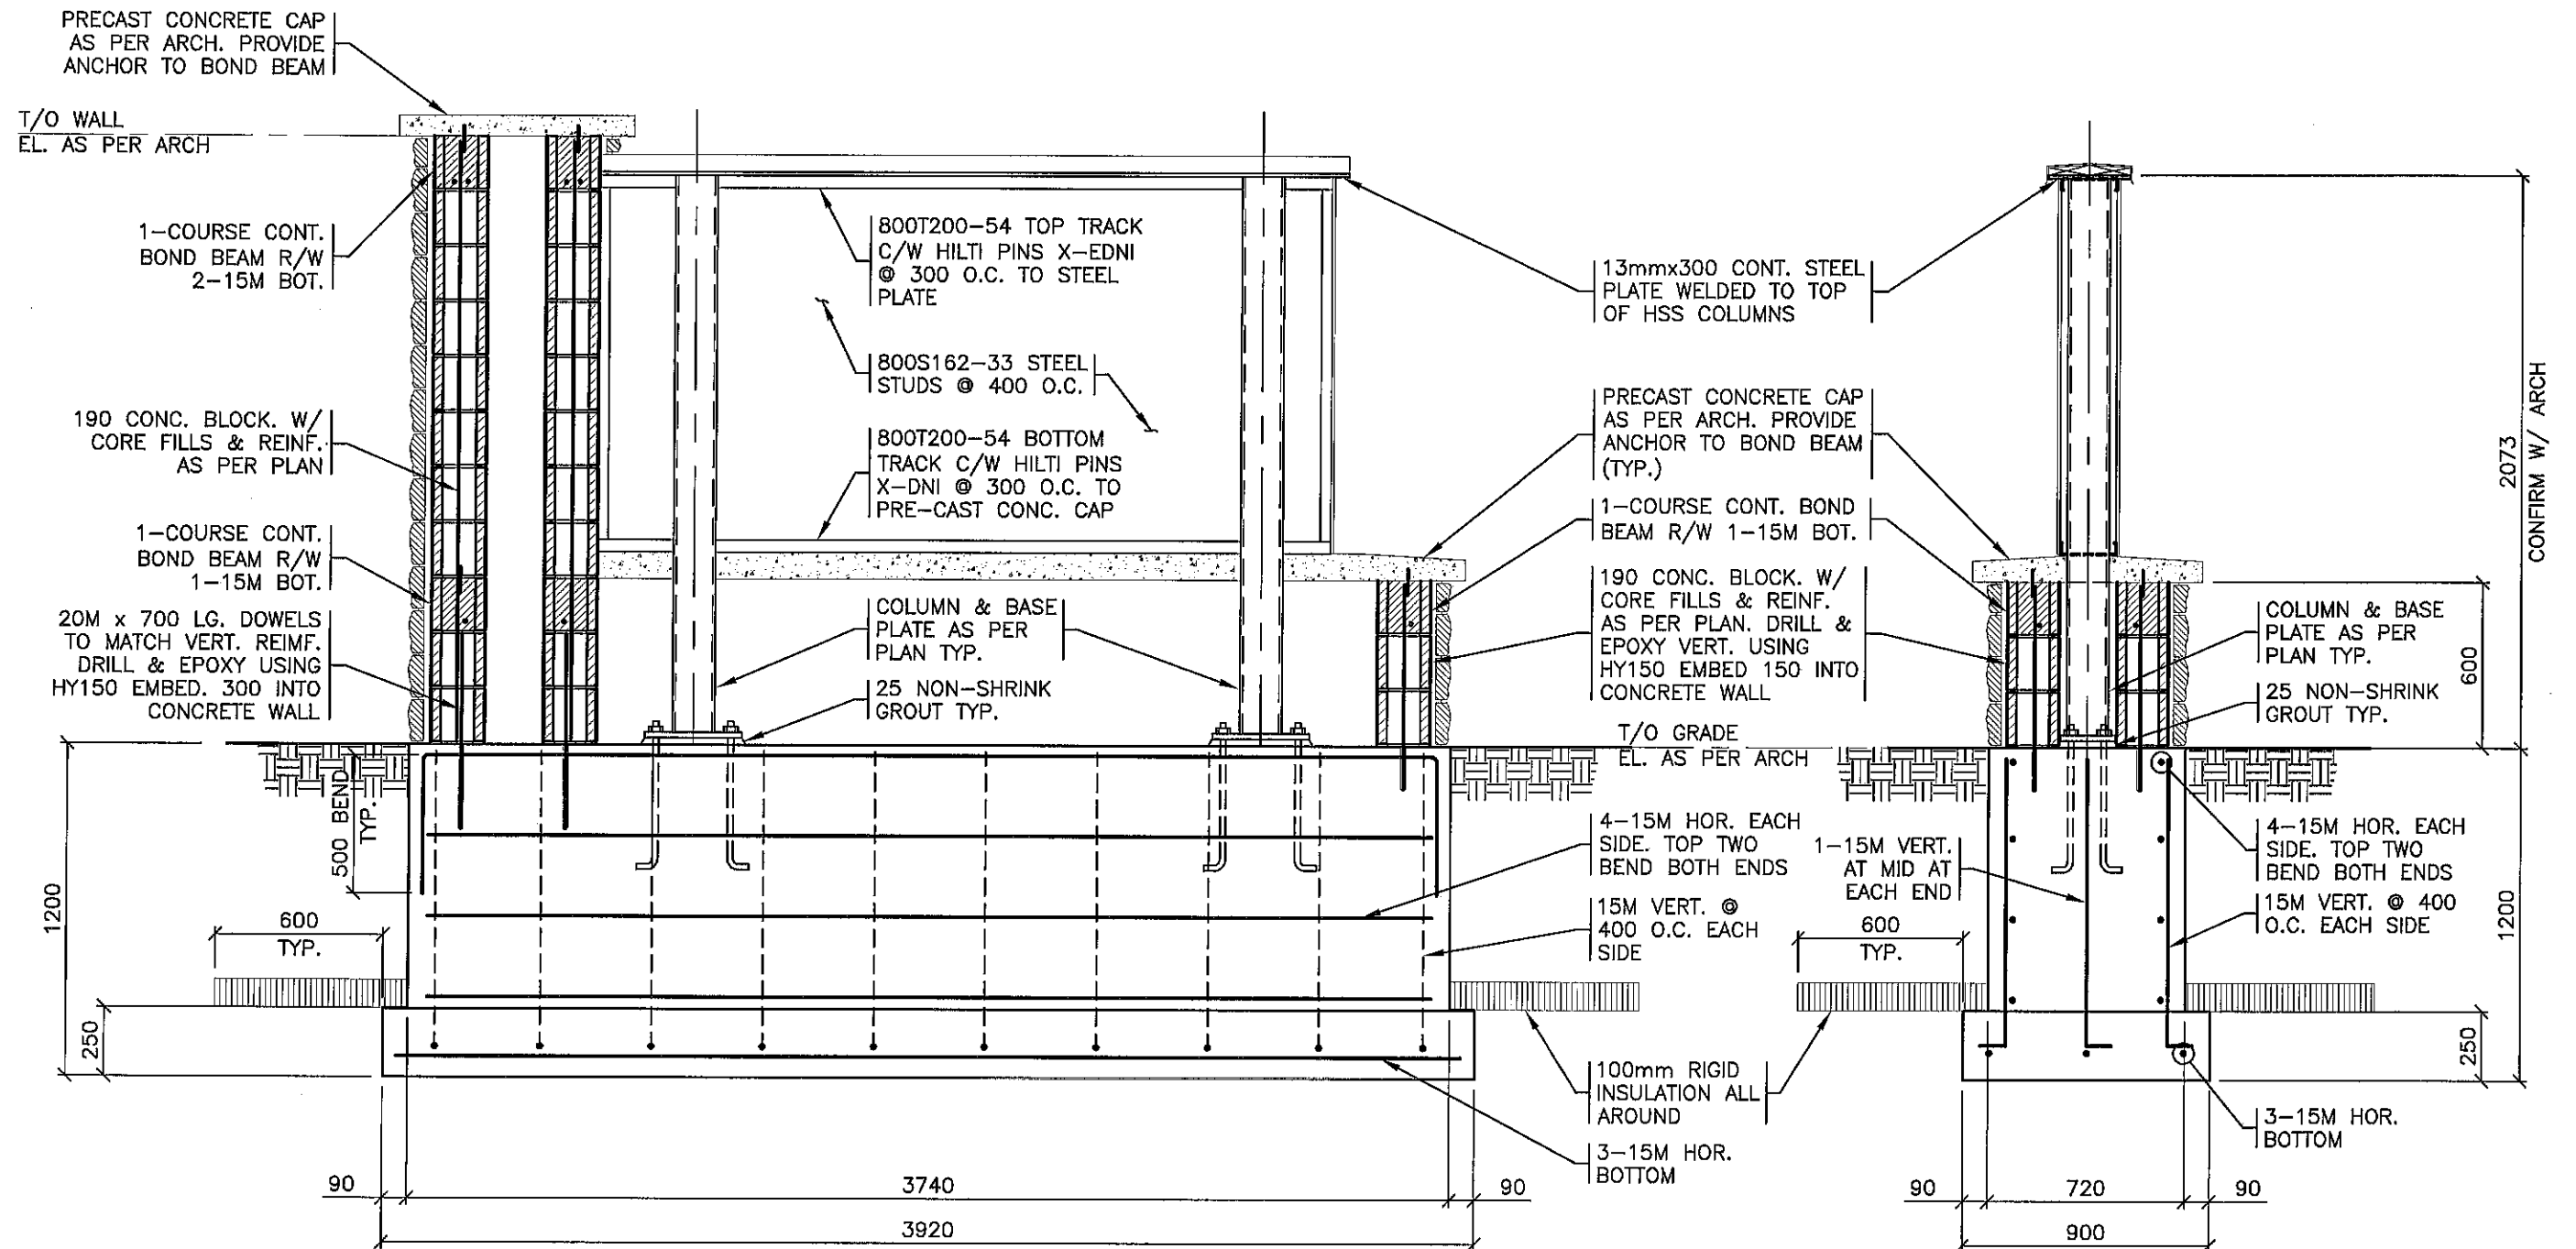 PRECAST CONCRETE CAP
AS PER ARCH. PROVIDE
ANCHOR TO BOND BEAM
T/O WALL
EL. AS PER ARCH
1-COURSE CONT.
BOND BEAM R/W
2-15M BOT.
190 CONC. BLOCK. W/
CORE FILLS & REINF.
AS PER PLAN
1-COURSE CONT.
BOND BEAM R/W
1-15M BOT.
20M x 700 LG. DOWELS
TO MATCH VERT. REIMF.
DRILL & EPOXY USING
HY150 EMBED. 300 INTO
CONCRETE WALL
800T200-54 TOP TRACK
C/W HILTI PINS X-EDNI
@ 300 O.C. TO STEEL
PLATE
800S162-33 STEEL
STUDS @ 400 O.C.
800T200-54 BOTTOM
TRACK C/W HILTI PINS
X-DNI @ 300 O.C. TO
PRE-CAST CONC. CAP
COLUMN & BASE
PLATE AS PER
PLAN TYP.
25 NON-SHRINK
GROUT TYP.
13mmx300 CONT. STEEL
PLATE WELDED TO TOP
OF HSS COLUMNS
PRECAST CONCRETE CAP
AS PER ARCH. PROVIDE
ANCHOR TO BOND BEAM
(TYP.)
1-COURSE CONT. BOND
BEAM R/W 1-15M BOT.
190 CONC. BLOCK. W/
CORE FILLS & REINF.
AS PER PLAN. DRILL &
EPOXY VERT. USING
HY150 EMBED 150 INTO
CONCRETE WALL
T/O GRADE
EL. AS PER ARCH
COLUMN & BASE
PLATE AS PER
PLAN TYP.
25 NON-SHRINK
GROUT TYP.
2073
CONFIRM W/ ARCH
600
1200
500 BEND
TYP.
600
TYP.
250
4-15M HOR. EACH
SIDE. TOP TWO
BEND BOTH ENDS
15M VERT. @
400 O.C. EACH
SIDE
1-15M VERT.
AT MID AT
EACH END
600
TYP.
4-15M HOR. EACH
SIDE. TOP TWO
BEND BOTH ENDS
15M VERT. @ 400
O.C. EACH SIDE
1200
250
100mm RIGID
INSULATION ALL
AROUND
3-15M HOR.
BOTTOM
3-15M HOR.
BOTTOM
90
3740
90
3920
90
720
90
900